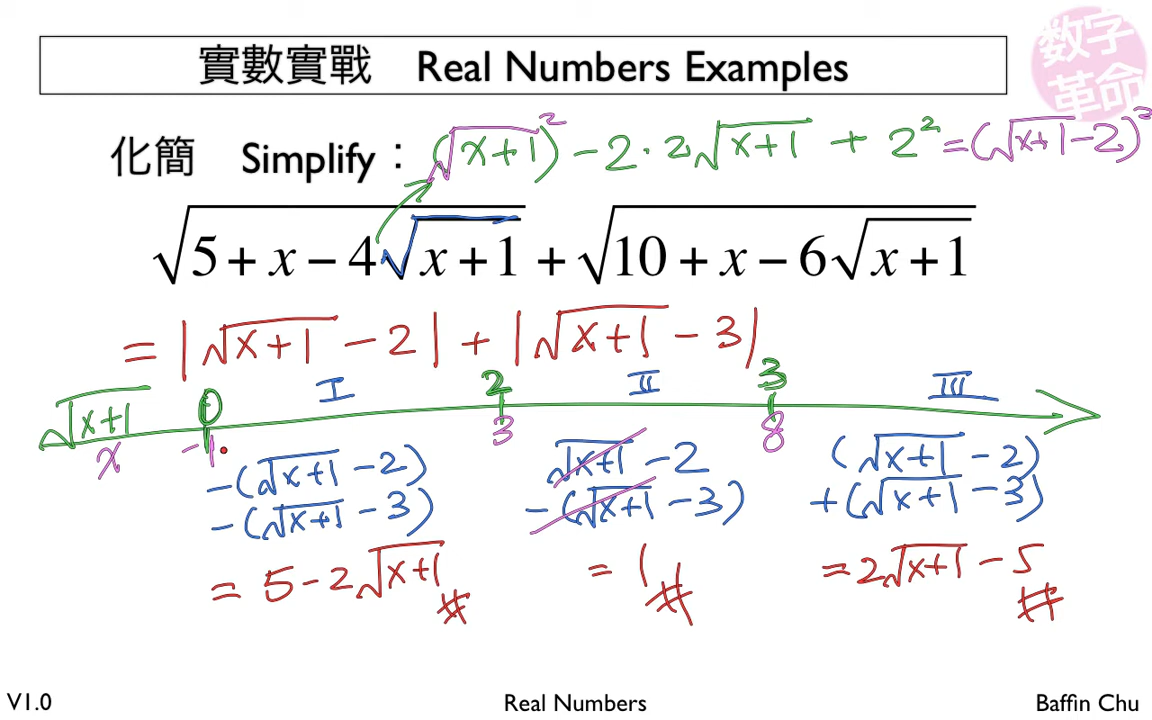 實數實戰 Real Numbers Examples
数字
革命
化簡 Simplify：
(√(x+1))² - 2·2√(x+1) + 2² = (√(x+1) - 2)²
√(5 + x − 4√(x + 1)) + √(10 + x − 6√(x + 1))
= |√(x+1) - 2| + |√(x+1) - 3|
I II III
√(x+1) 0 2 3
x -1 3 8
-(√(x+1) - 2) √(x+1) - 2 (√(x+1) - 2)
-(√(x+1) - 3) -(√(x+1) - 3) +(√(x+1) - 3)
= 5 - 2√(x+1) # = 1 # = 2√(x+1) - 5 #
V1.0 Real Numbers Baffin Chu